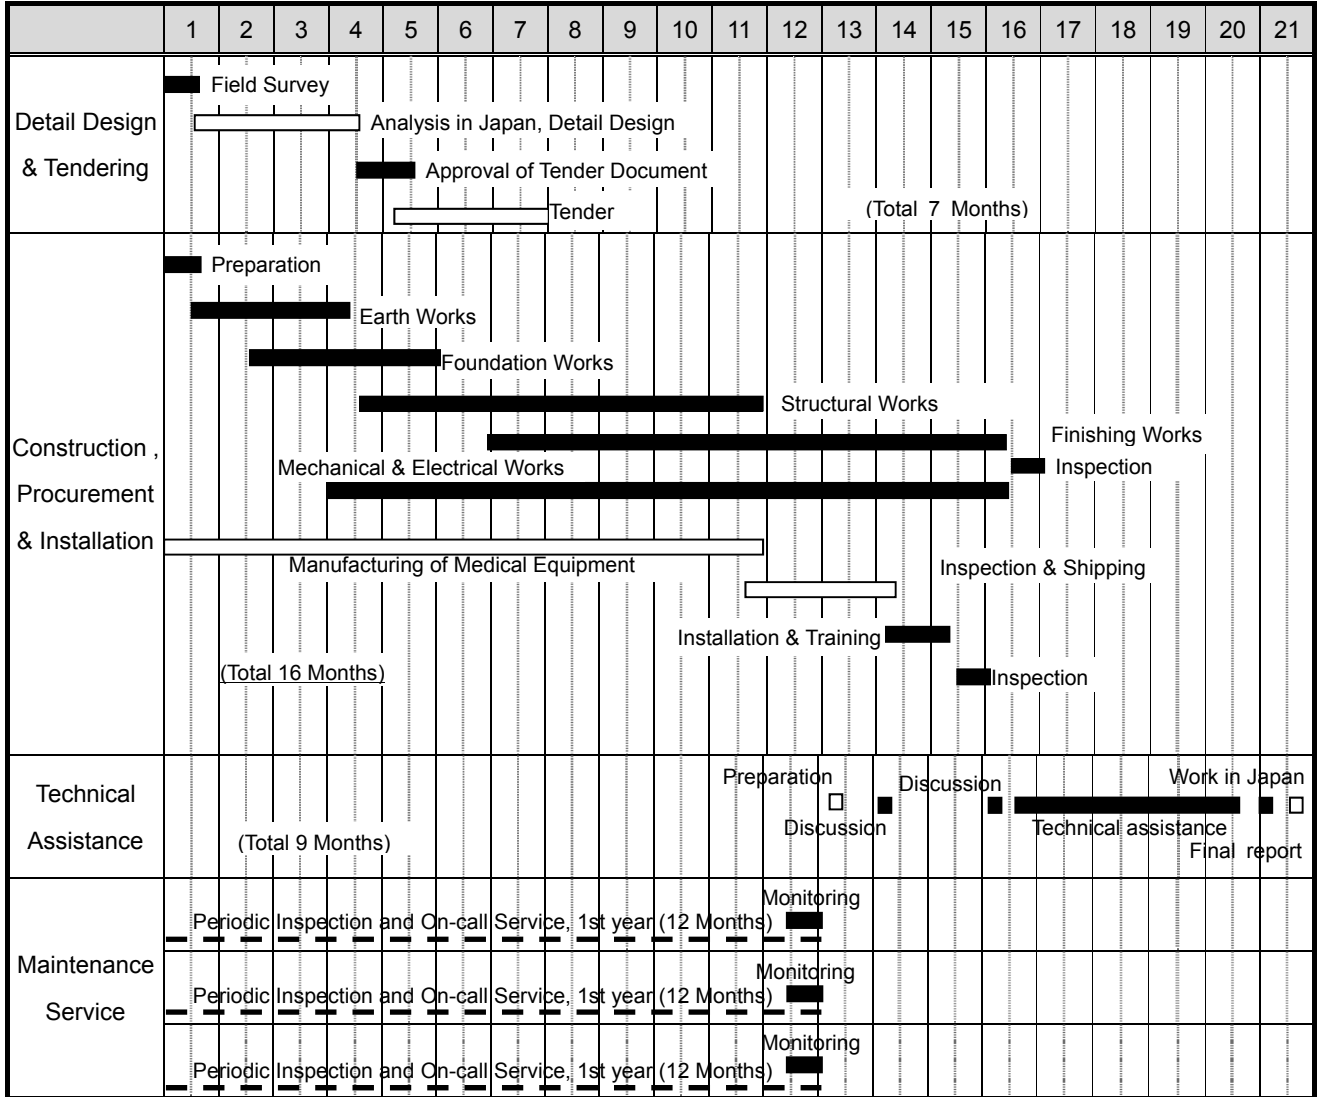 1 2 3 4 5 6 7 8 9 10 11 12 13 14 15 16 17 18 19 20 21
Detail Design
& Tendering
Field Survey
Analysis in Japan, Detail Design
Approval of Tender Document
Tender
(Total 7 Months)
Construction ,
Procurement
& Installation
Preparation
Earth Works
Foundation Works
Structural Works
Finishing Works
Mechanical & Electrical Works
Inspection
Manufacturing of Medical Equipment
Inspection & Shipping
Installation & Training
(Total 16 Months)
Inspection
Technical
Assistance
Preparation
Discussion
Work in Japan
Discussion
Technical assistance
(Total 9 Months)
Final report
Maintenance
Service
Monitoring
Periodic Inspection and On-call Service, 1st year (12 Months)
Monitoring
Periodic Inspection and On-call Service, 1st year (12 Months)
Monitoring
Periodic Inspection and On-call Service, 1st year (12 Months)